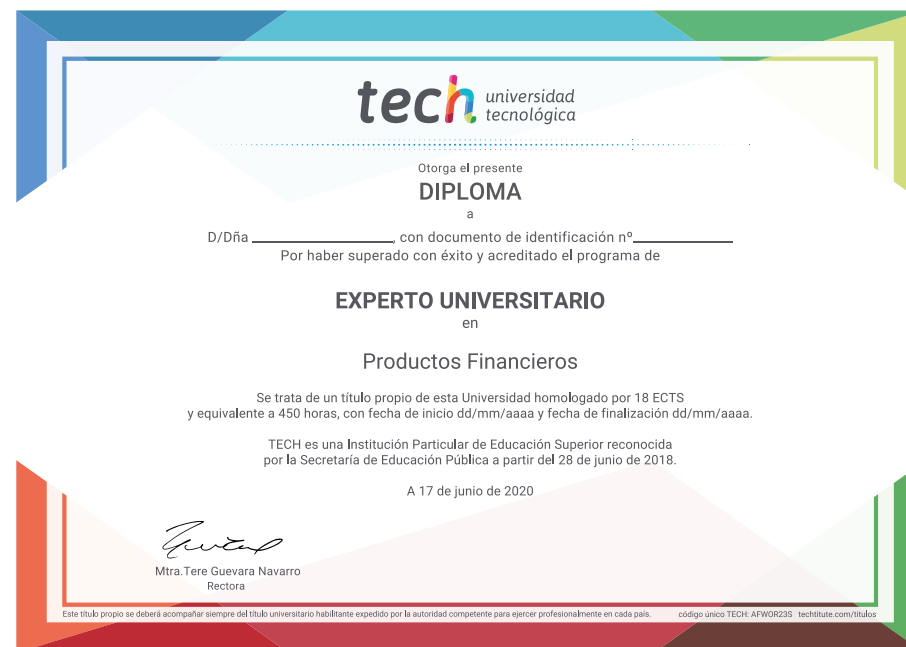 tech universidad
tecnológica
Otorga el presente
DIPLOMA
a
D/Dña ____________________, con documento de identificación nº______________
Por haber superado con éxito y acreditado el programa de
EXPERTO UNIVERSITARIO
en
Productos Financieros
Se trata de un título propio de esta Universidad homologado por 18 ECTS
y equivalente a 450 horas, con fecha de inicio dd/mm/aaaa y fecha de finalización dd/mm/aaaa.
TECH es una Institución Particular de Educación Superior reconocida
por la Secretaría de Educación Pública a partir del 28 de junio de 2018.
A 17 de junio de 2020
Mtra.Tere Guevara Navarro
Rectora
Este título propio se deberá acompañar siempre del título universitario habilitante expedido por la autoridad competente para ejercer profesionalmente en cada país. código único TECH: AFWOR23S techtitute.com/titulos